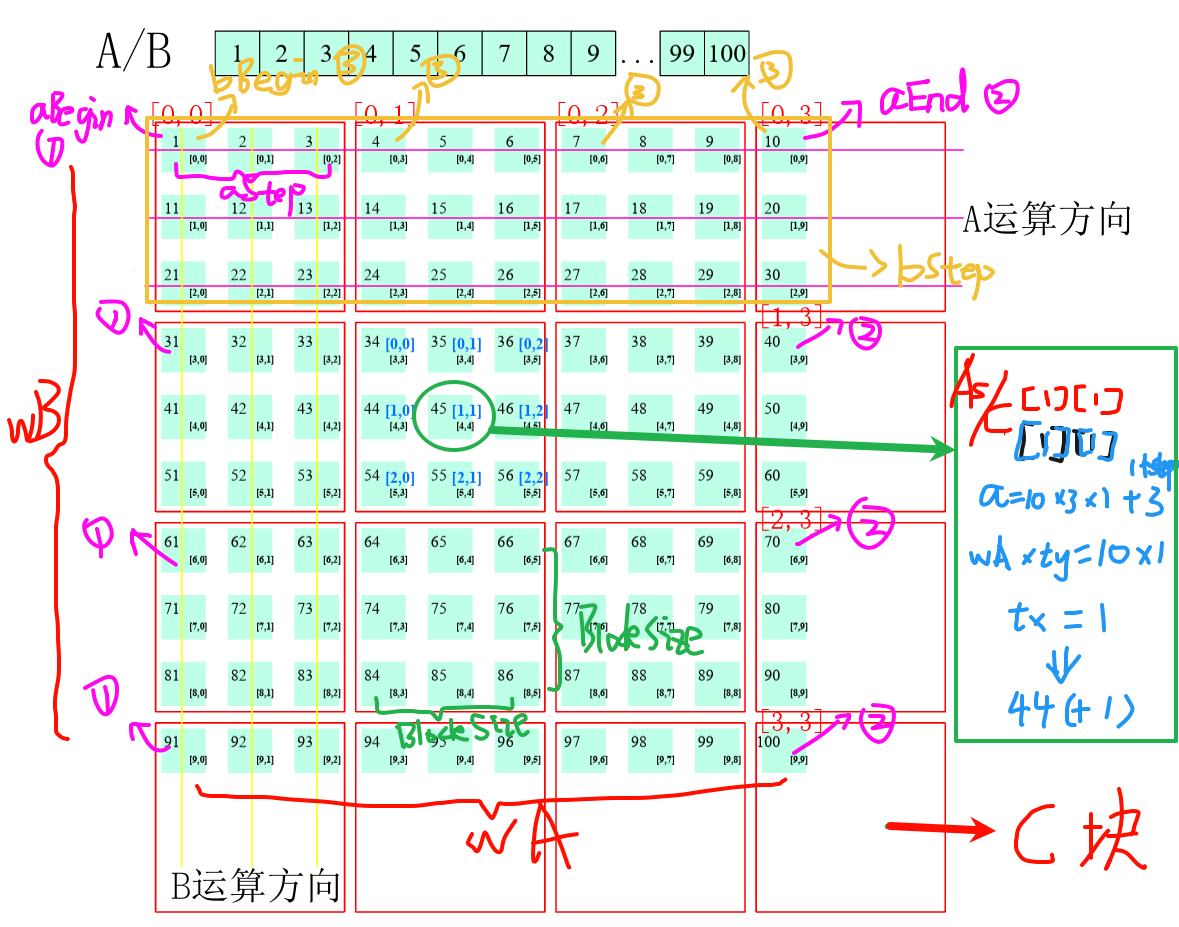 A/B 1 2 3 4 5 6 7 8 9 ... 99 100
bBegin ③ ③ ③ ③
aBegin ① [0,0] [0,1] [0,2] [0,3] aEnd ②
1 2 3 4 5 6 7 8 9 10
[0,0] [0,1] [0,2] [0,3] [0,4] [0,5] [0,6] [0,7] [0,8] [0,9]
aStep
11 12 13 14 15 16 17 18 19 20 A运算方向
[1,0] [1,1] [1,2] [1,3] [1,4] [1,5] [1,6] [1,7] [1,8] [1,9]
bStep
21 22 23 24 25 26 27 28 29 30
[2,0] [2,1] [2,2] [2,3] [2,4] [2,5] [2,6] [2,7] [2,8] [2,9]
① [1,3] ②
31 32 33 34 [0,0] 35 [0,1] 36 [0,2] 37 38 39 40
[3,0] [3,1] [3,2] [3,3] [3,4] [3,5] [3,6] [3,7] [3,8] [3,9]
wB
41 42 43 44 [1,0] 45 [1,1] 46 [1,2] 47 48 49 50
[4,0] [4,1] [4,2] [4,3] [4,4] [4,5] [4,6] [4,7] [4,8] [4,9]
51 52 53 54 [2,0] 55 [2,1] 56 [2,2] 57 58 59 60
[5,0] [5,1] [5,2] [5,3] [5,4] [5,5] [5,6] [5,7] [5,8] [5,9]
As [1][1]
[1][1]
1tstep
a=10×3×1+3
wA×ty=10×1
tx=1
44(+1)
① [2,3] ②
61 62 63 64 65 66 67 68 69 70
[6,0] [6,1] [6,2] [6,3] [6,4] [6,5] [6,6] [6,7] [6,8] [6,9]
71 72 73 74 75 76 77 78 79 80
[7,0] [7,1] [7,2] [7,3] [7,4] [7,5] [7,6] [7,7] [7,8] [7,9]
BlockSize
81 82 83 84 85 86 87 88 89 90
[8,0] [8,1] [8,2] [8,3] [8,4] [8,5] [8,6] [8,7] [8,8] [8,9]
① BlockSize [3,3] ②
91 92 93 94 95 96 97 98 99 100
[9,0] [9,1] [9,2] [9,3] [9,4] [9,5] [9,6] [9,7] [9,8] [9,9]
wA
C块
B运算方向